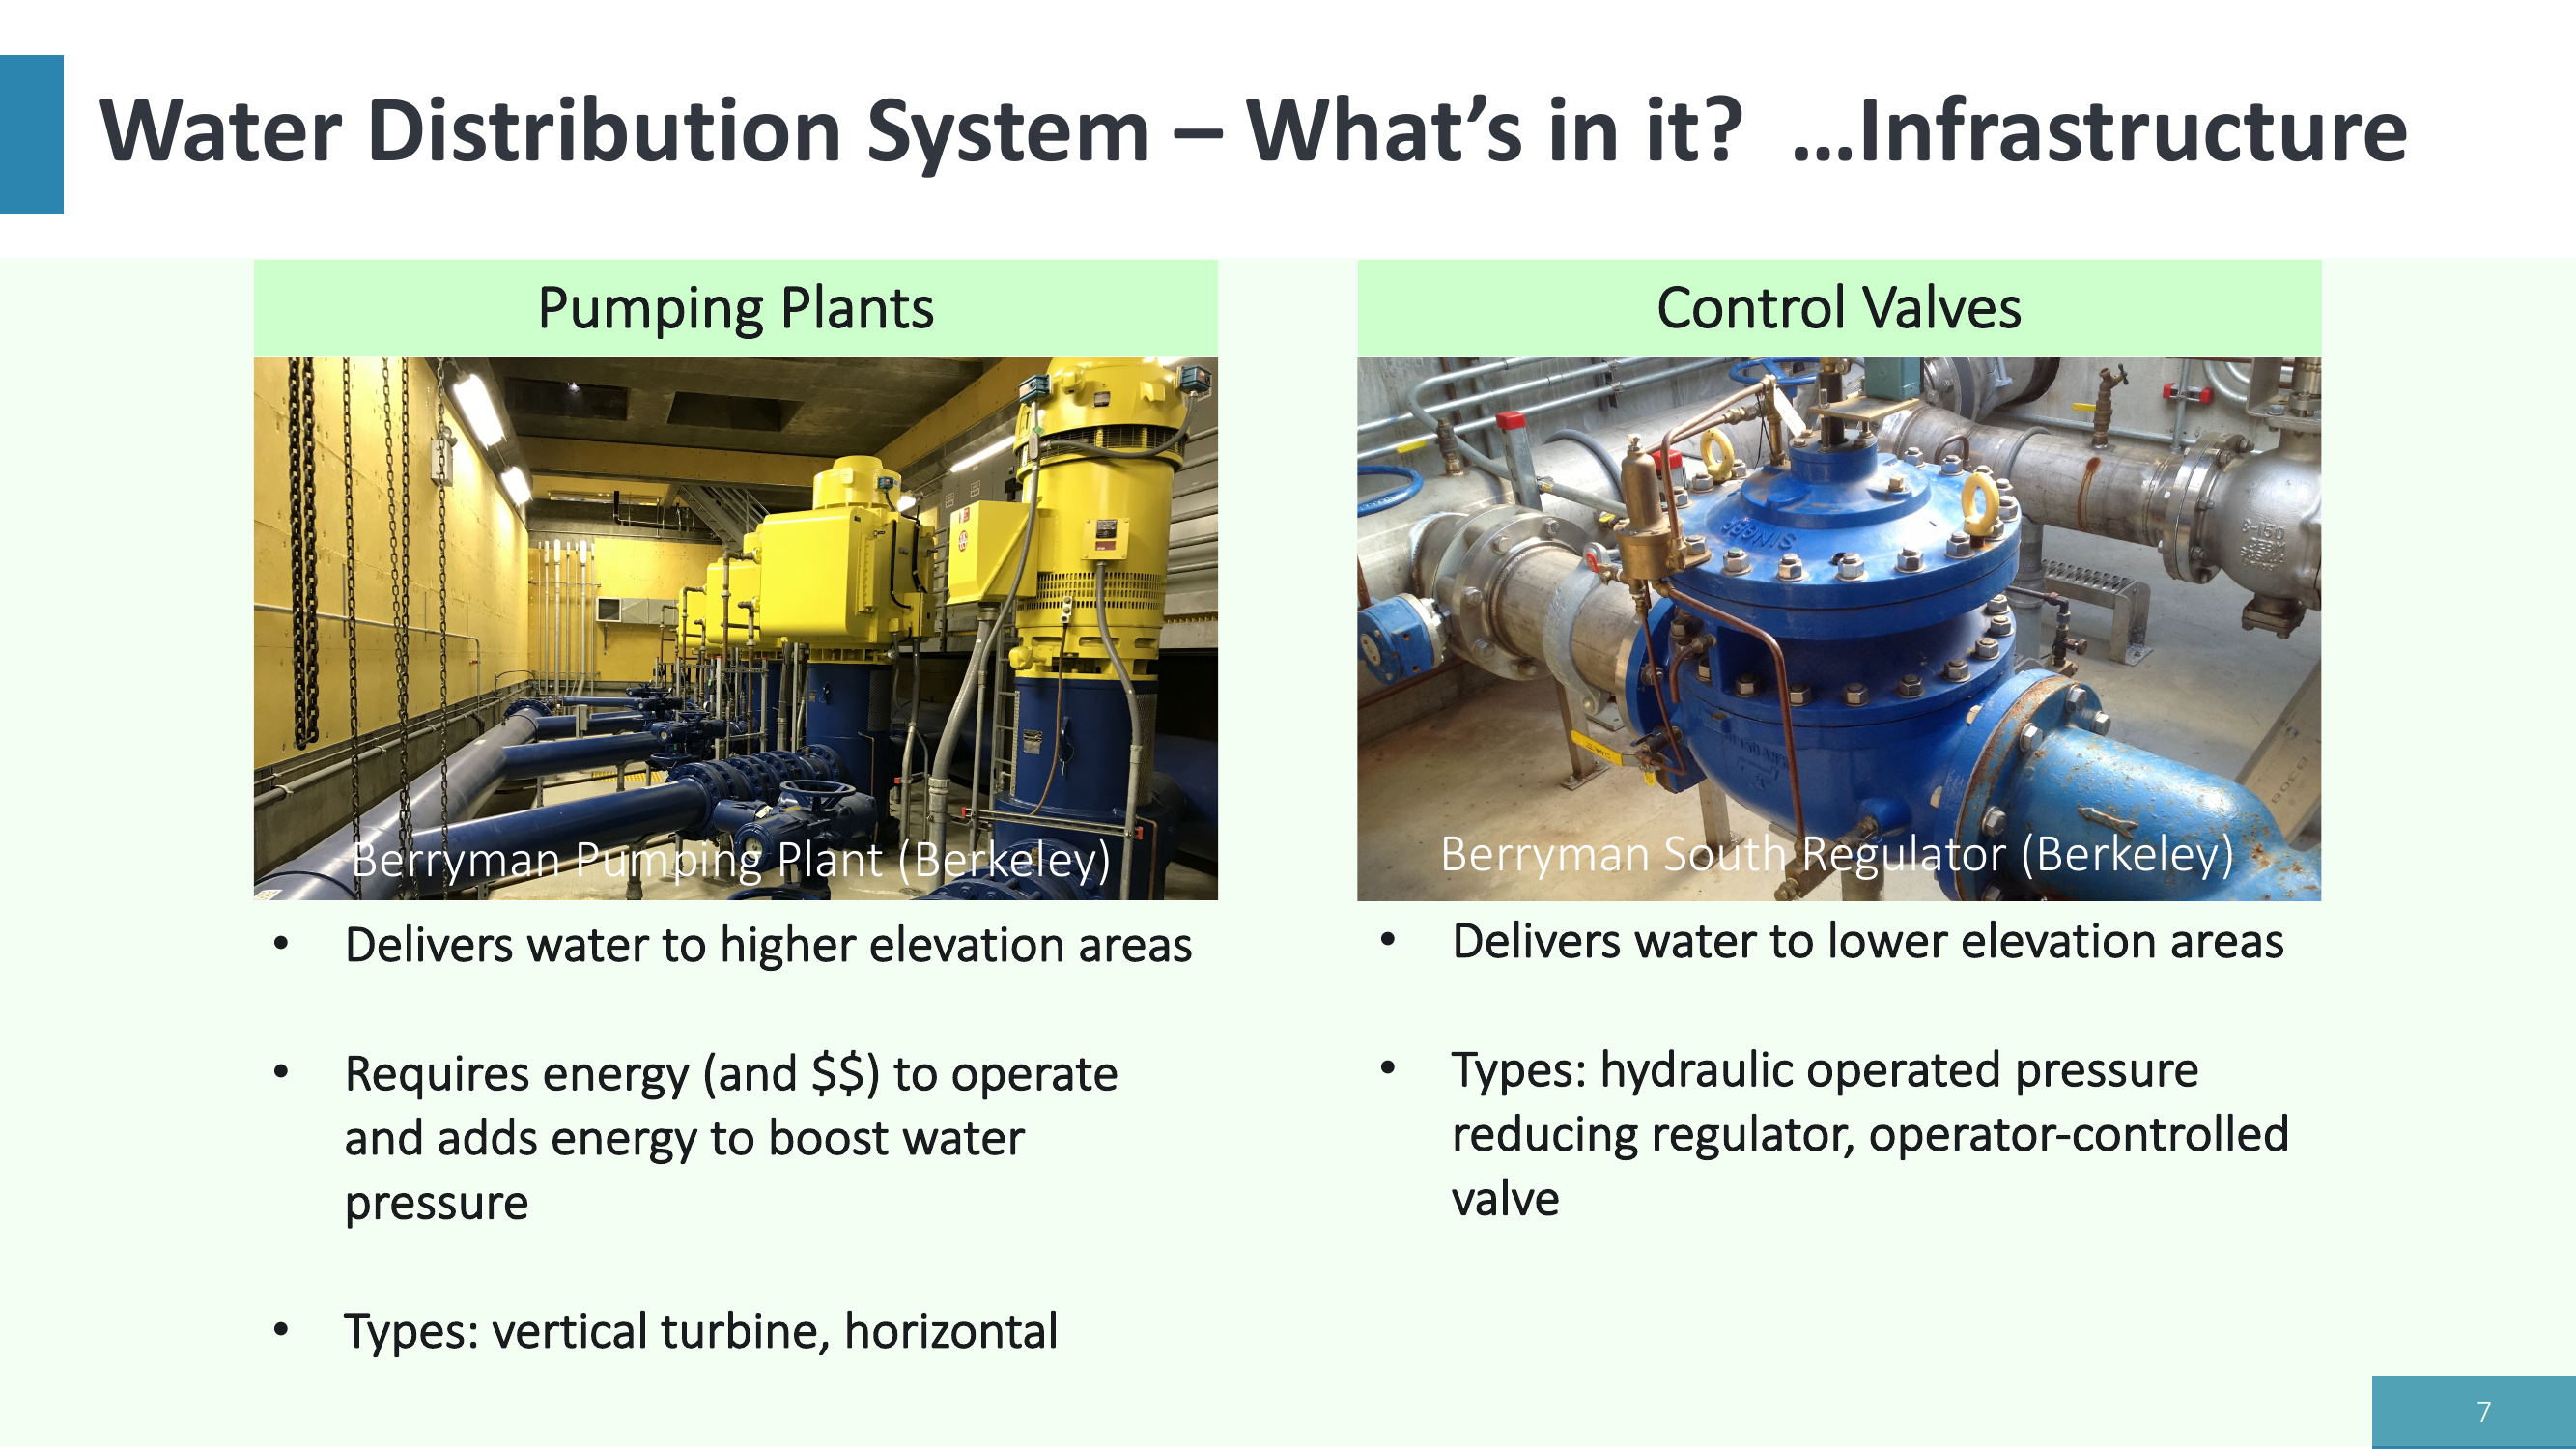 Water Distribution System – What’s in it?  …Infrastructure
Pumping Plants
Berryman Pumping Plant (Berkeley)
• Delivers water to higher elevation areas
• Requires energy (and $$) to operate
and adds energy to boost water
pressure
• Types: vertical turbine, horizontal
Control Valves
SINGER
8-150
Berryman South Regulator (Berkeley)
• Delivers water to lower elevation areas
• Types: hydraulic operated pressure
reducing regulator, operator-controlled
valve
7